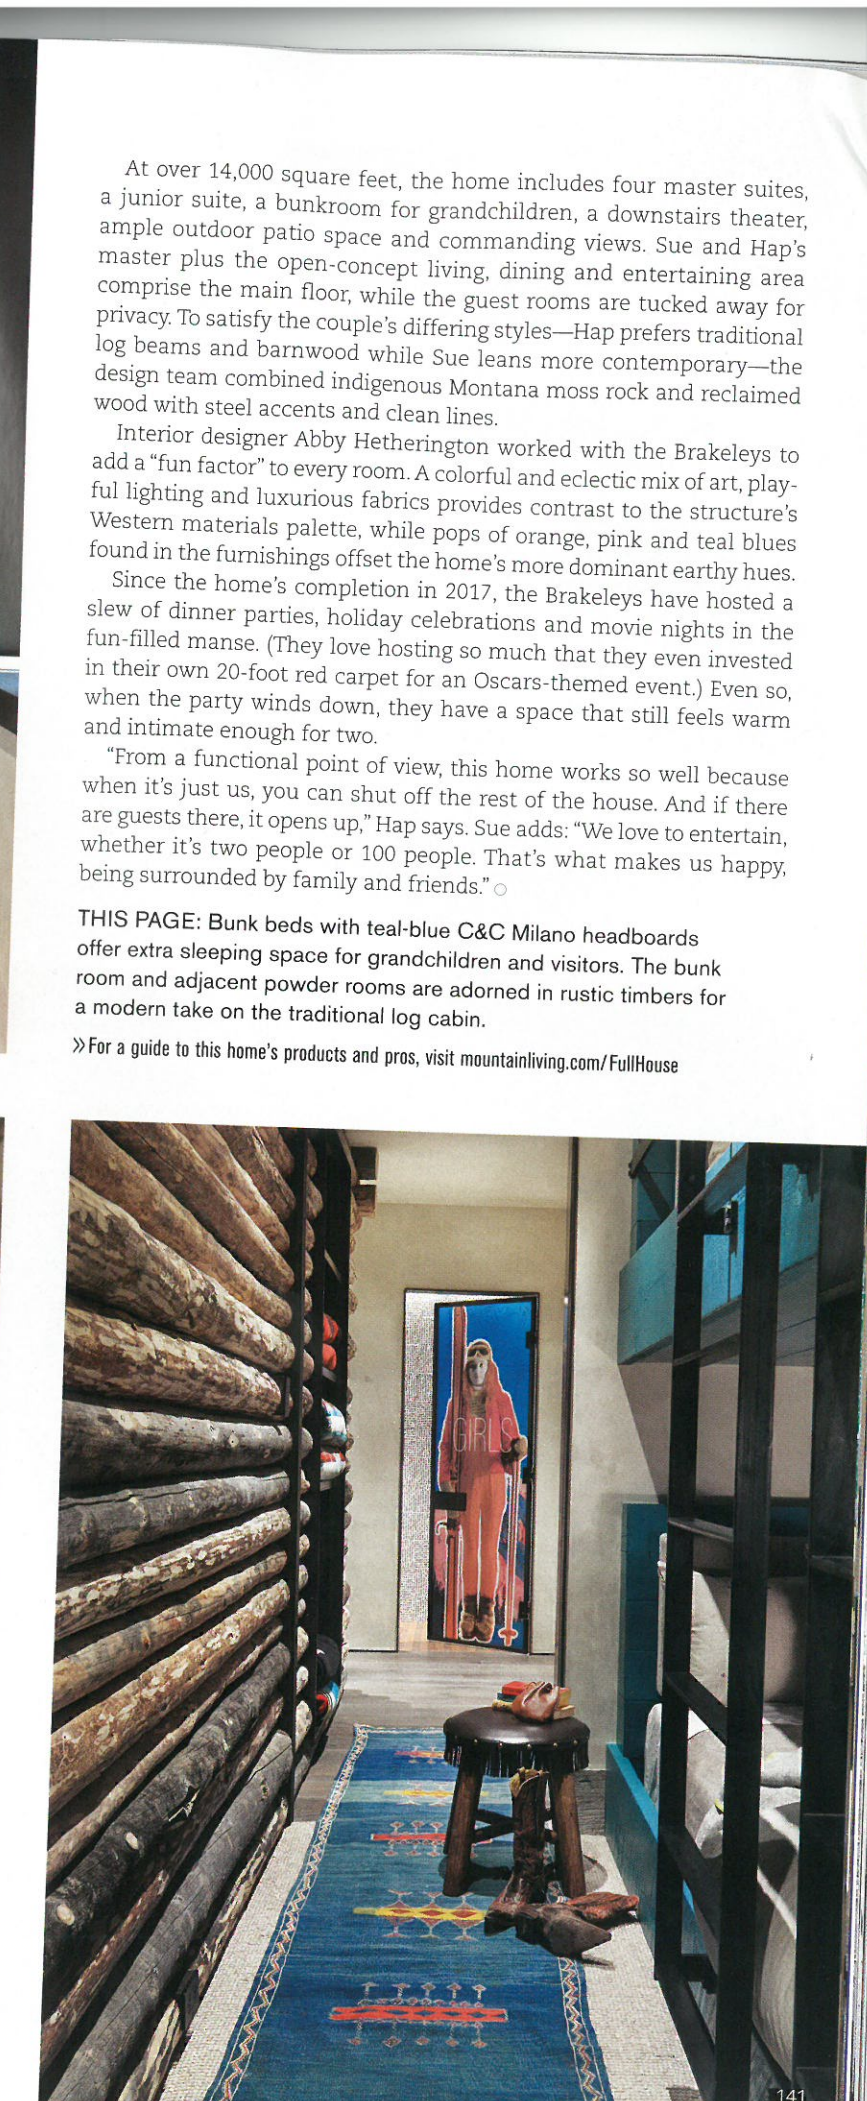 At over 14,000 square feet, the home includes four master suites,
a junior suite, a bunkroom for grandchildren, a downstairs theater,
ample outdoor patio space and commanding views. Sue and Hap’s
master plus the open-concept living, dining and entertaining area
comprise the main floor, while the guest rooms are tucked away for
privacy. To satisfy the couple’s differing styles—Hap prefers traditional
log beams and barnwood while Sue leans more contemporary—the
design team combined indigenous Montana moss rock and reclaimed
wood with steel accents and clean lines.
Interior designer Abby Hetherington worked with the Brakeleys to
add a “fun factor” to every room. A colorful and eclectic mix of art, play-
ful lighting and luxurious fabrics provides contrast to the structure’s
Western materials palette, while pops of orange, pink and teal blues
found in the furnishings offset the home’s more dominant earthy hues.
Since the home’s completion in 2017, the Brakeleys have hosted a
slew of dinner parties, holiday celebrations and movie nights in the
fun-filled manse. (They love hosting so much that they even invested
in their own 20-foot red carpet for an Oscars-themed event.) Even so,
when the party winds down, they have a space that still feels warm
and intimate enough for two.
“From a functional point of view, this home works so well because
when it’s just us, you can shut off the rest of the house. And if there
are guests there, it opens up,” Hap says. Sue adds: “We love to entertain,
whether it’s two people or 100 people. That’s what makes us happy,
being surrounded by family and friends.”
THIS PAGE: Bunk beds with teal-blue C&C Milano headboards
offer extra sleeping space for grandchildren and visitors. The bunk
room and adjacent powder rooms are adorned in rustic timbers for
a modern take on the traditional log cabin.
»For a guide to this home’s products and pros, visit mountainliving.com/FullHouse
GIRLS
141